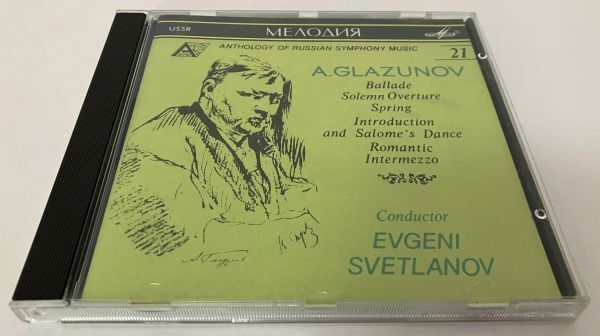 USSR
МЕЛОДИЯ
ANTHOLOGY OF RUSSIAN SYMPHONY MUSIC
21
A.GLAZUNOV
Ballade
Solemn Overture
Spring
Introduction
and Salome's Dance
Romantic
Intermezzo
Conductor
EVGENI
SVETLANOV